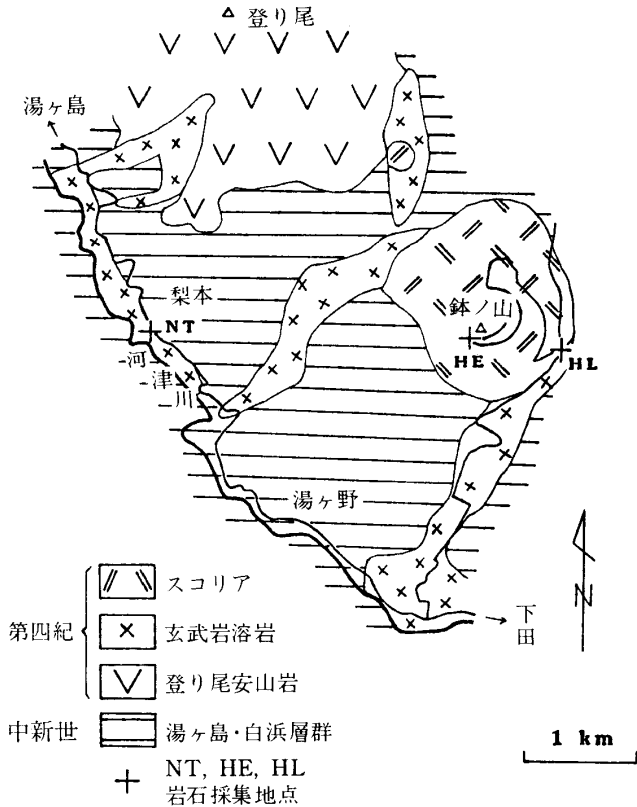 登り尾
湯ヶ島
梨本
NT
河
津
川
鉢ノ山
HE
HL
湯ヶ野
下
田
N
第四紀
スコリア
玄武岩溶岩
登り尾安山岩
中新世
湯ヶ島・白浜層群
NT, HE, HL
岩石採集地点
1 km